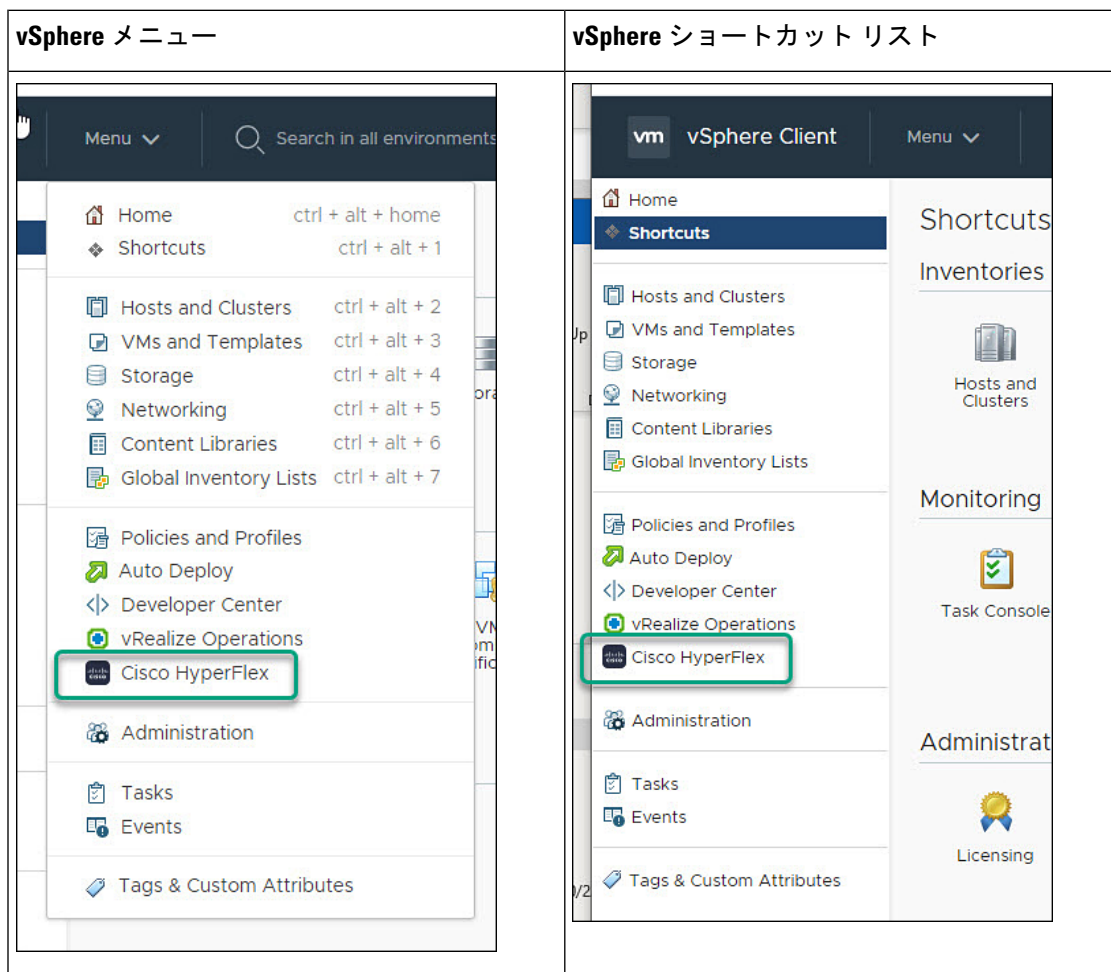 vSphere メニュー
vSphere ショートカット リスト
Menu
Search in all environments
Home ctrl + alt + home
Shortcuts ctrl + alt + 1
Hosts and Clusters ctrl + alt + 2
VMs and Templates ctrl + alt + 3
Storage ctrl + alt + 4
Networking ctrl + alt + 5
Content Libraries ctrl + alt + 6
Global Inventory Lists ctrl + alt + 7
Policies and Profiles
Auto Deploy
Developer Center
vRealize Operations
Cisco HyperFlex
Administration
Tasks
Events
Tags & Custom Attributes
vm vSphere Client
Menu
Home
Shortcuts
Hosts and Clusters
VMs and Templates
Storage
Networking
Content Libraries
Global Inventory Lists
Policies and Profiles
Auto Deploy
Developer Center
vRealize Operations
Cisco HyperFlex
Administration
Tasks
Events
Tags & Custom Attributes
Shortcuts
Inventories
Hosts and
Clusters
Monitoring
Task Console
Administrat
Licensing